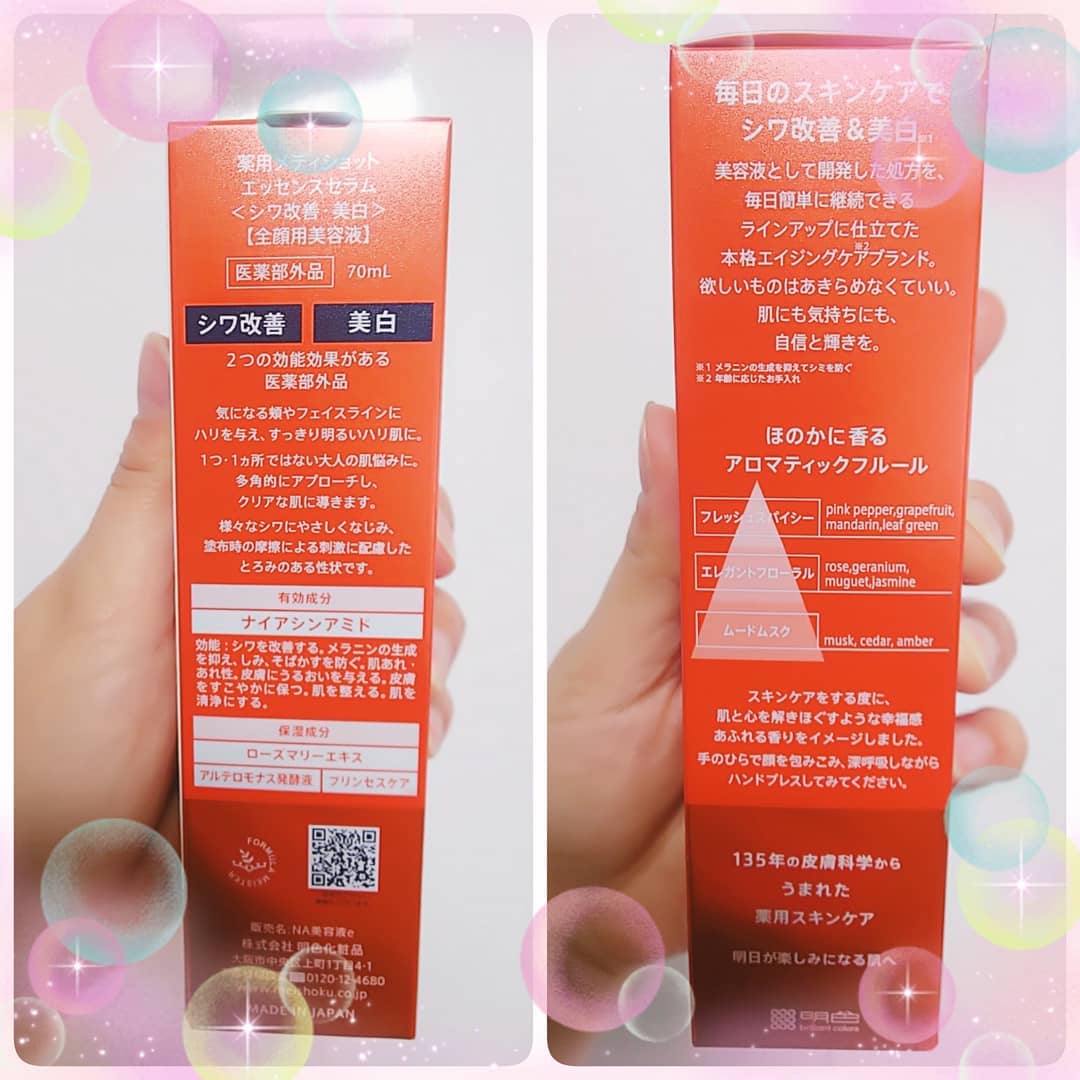 薬用メディショット
エッセンスセラム
＜シワ改善・美白＞
【全顔用美容液】
医薬部外品 70mL
シワ改善 美白
2つの効能効果がある
医薬部外品
気になる頬やフェイスラインに
ハリを与え、すっきり明るいハリ肌に。
1つ・1ヵ所ではない大人の肌悩みに。
多角的にアプローチし、
クリアな肌に導きます。
様々なシワにやさしくなじみ、
塗布時の摩擦による刺激に配慮した
とろみのある性状です。
有効成分
ナイアシンアミド
効能：シワを改善する。メラニンの生成
を抑え、しみ、そばかすを防ぐ。肌あれ・
あれ性。皮膚にうるおいを与える。皮膚
をすこやかに保つ。肌を整える。肌を
清浄にする。
保湿成分
ローズマリーエキス
アルテロモナス発酵液 プリンセスケア
FORMULA MEISTER
販売名：NA美容液e
株式会社 明色化粧品
大阪市中央区上町1丁目4-1
0120-12-4680
www.meishoku.co.jp
MADE IN JAPAN
毎日のスキンケアで
シワ改善＆美白※1
美容液として開発した処方を、
毎日簡単に継続できる
ラインアップに仕立てた
本格エイジングケア※2ブランド。
欲しいものはあきらめなくていい。
肌にも気持ちにも、
自信と輝きを。
※1 メラニンの生成を抑えてシミを防ぐ
※2 年齢に応じたお手入れ
ほのかに香る
アロマティックフルール
フレッシュスパイシー pink pepper,grapefruit,
mandarin,leaf green
エレガントフローラル rose,geranium,
muguet,jasmine
ムードムスク musk, cedar, amber
スキンケアをする度に、
肌と心を解きほぐすような幸福感
あふれる香りをイメージしました。
手のひらで顔を包みこみ、深呼吸しながら
ハンドプレスしてみてください。
135年の皮膚科学から
うまれた
薬用スキンケア
明日が楽しみになる肌へ
明色
brilliant colors